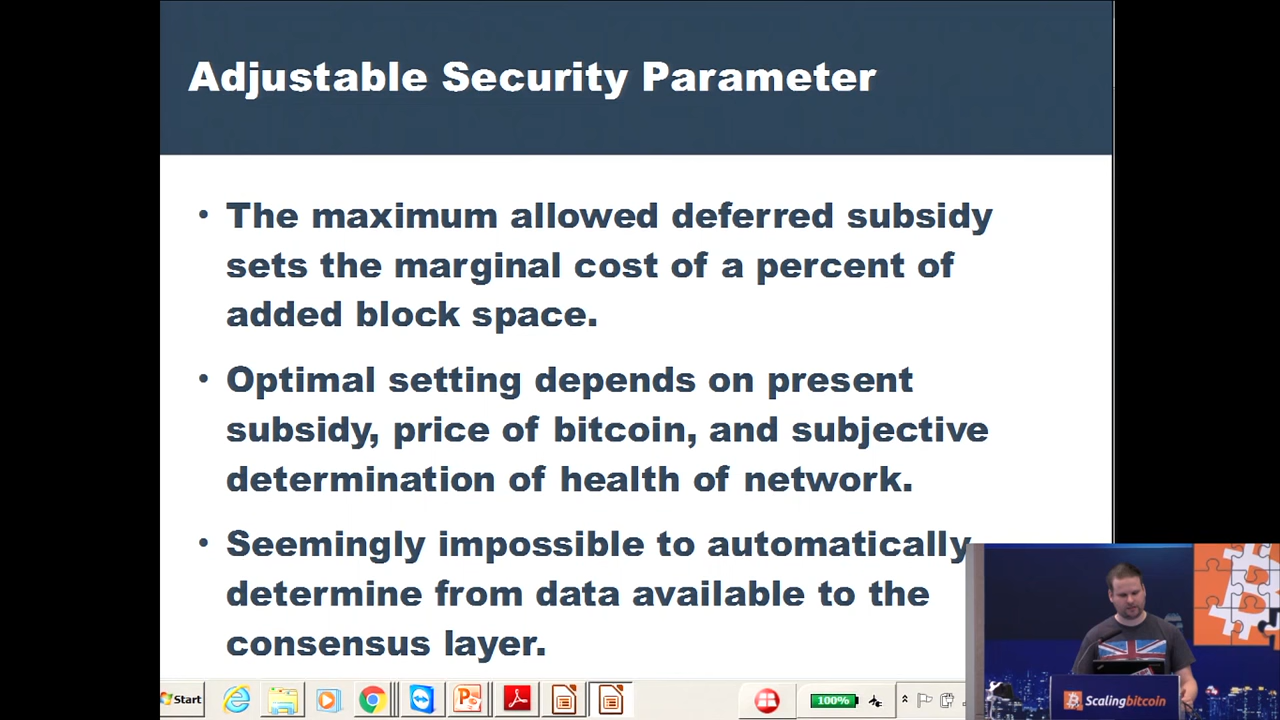 Adjustable Security Parameter
• The maximum allowed deferred subsidy
sets the marginal cost of a percent of
added block space.
• Optimal setting depends on present
subsidy, price of bitcoin, and subjective
determination of health of network.
• Seemingly impossible to automatically
determine from data available to the
consensus layer.
Start
100%
Scalingbitcoin